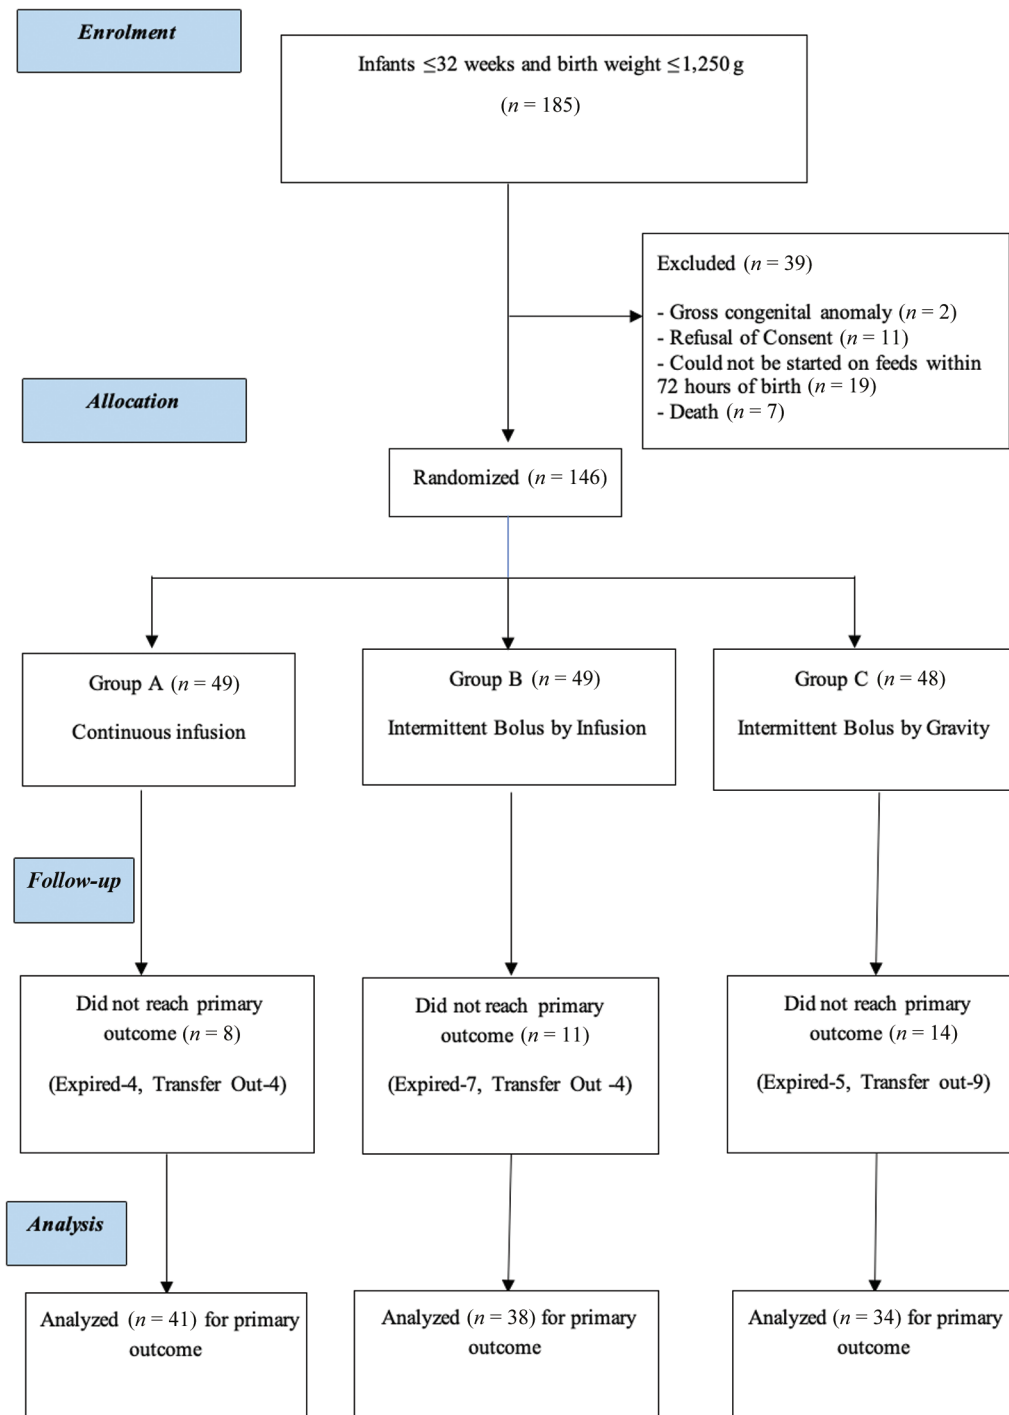 Enrolment
Infants ≤32 weeks and birth weight ≤1,250 g
(n = 185)
Excluded (n = 39)
- Gross congenital anomaly (n = 2)
- Refusal of Consent (n = 11)
- Could not be started on feeds within
72 hours of birth (n = 19)
- Death (n = 7)
Allocation
Randomized (n = 146)
Group A (n = 49)
Continuous infusion
Group B (n = 49)
Intermittent Bolus by Infusion
Group C (n = 48)
Intermittent Bolus by Gravity
Follow-up
Did not reach primary
outcome (n = 8)
(Expired-4, Transfer Out-4)
Did not reach primary
outcome (n = 11)
(Expired-7, Transfer Out -4)
Did not reach primary
outcome (n = 14)
(Expired-5, Transfer out-9)
Analysis
Analyzed (n = 41) for primary
outcome
Analyzed (n = 38) for primary
outcome
Analyzed (n = 34) for primary
outcome